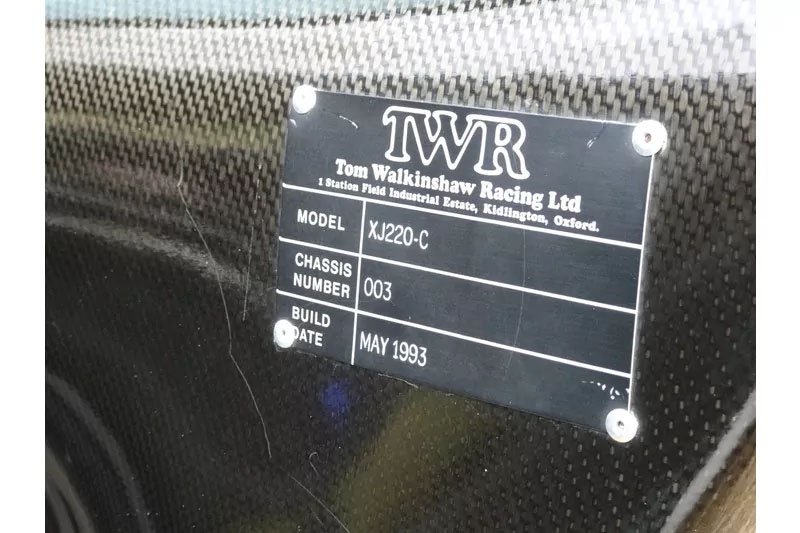 TWR
Tom Walkinshaw Racing Ltd
1 Station Field Industrial Estate, Kidlington, Oxford.
MODEL XJ220-C
CHASSIS
NUMBER 003
BUILD
DATE MAY 1993